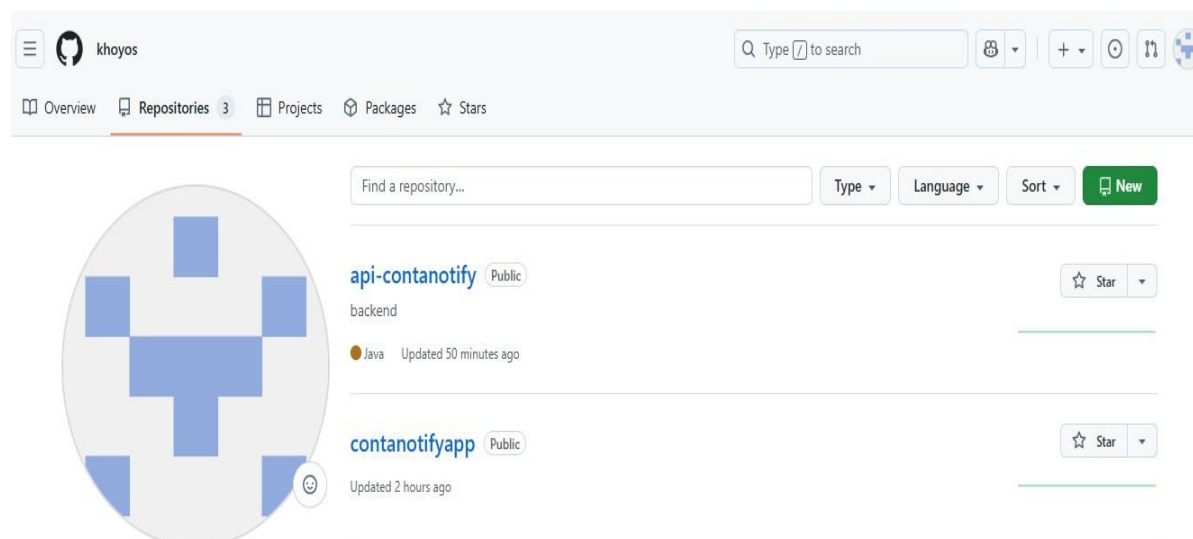 khoyos
Type / to search
Overview Repositories 3 Projects Packages Stars
Find a repository... Type Language Sort New
api-contanotify Public
Star
backend
Java Updated 50 minutes ago
contanotifyapp Public
Star
Updated 2 hours ago